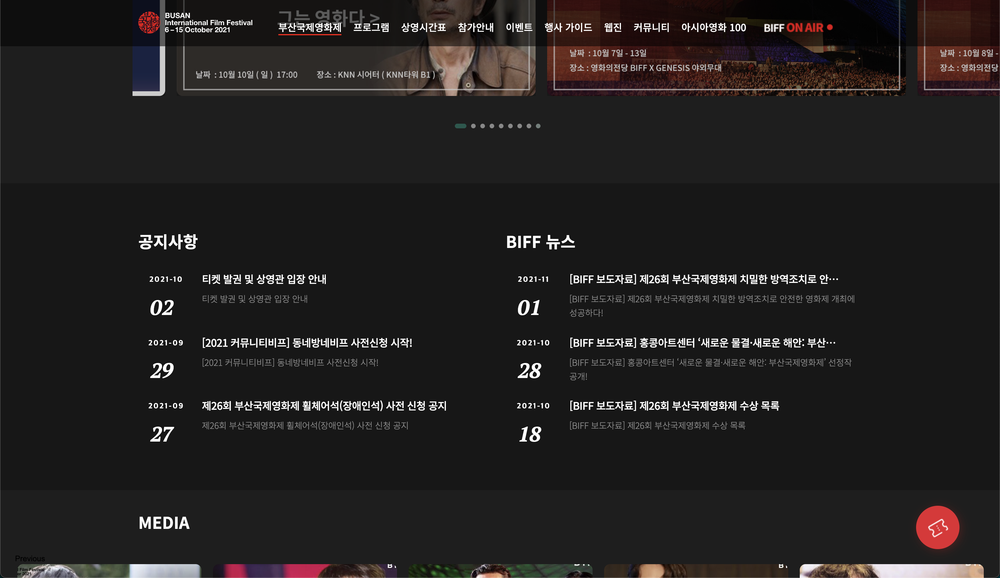 부산국제영화제
BUSAN
International Film Festival
6 – 15 October 2021
그는 영화다 >
부산국제영화제 프로그램 상영시간표 참가안내 이벤트 행사 가이드 웹진 커뮤니티 아시아영화 100 BIFF ON AIR
날짜 : 10월 10일 ( 일 ) 17:00 장소 : KNN 시어터 ( KNN타워 B1 )
날짜 : 10월 7일 - 13일
장소 : 영화의전당 BIFF X GENESIS 야외무대
날짜 : 10월 8일 -
장소 : 영화의전당
공지사항
2021-10
02
티켓 발권 및 상영관 입장 안내
티켓 발권 및 상영관 입장 안내
2021-09
29
[2021 커뮤니티비프] 동네방네비프 사전신청 시작!
[2021 커뮤니티비프] 동네방네비프 사전신청 시작!
2021-09
27
제26회 부산국제영화제 휠체어석(장애인석) 사전 신청 공지
제26회 부산국제영화제 휠체어석(장애인석) 사전 신청 공지
BIFF 뉴스
2021-11
01
[BIFF 보도자료] 제26회 부산국제영화제 치밀한 방역조치로 안…
[BIFF 보도자료] 제26회 부산국제영화제 치밀한 방역조치로 안전한 영화제 개최에
성공하다!
2021-10
28
[BIFF 보도자료] 홍콩아트센터 ‘새로운 물결·새로운 해안: 부산…
[BIFF 보도자료] 홍콩아트센터 ‘새로운 물결·새로운 해안: 부산국제영화제’ 선정작
공개!
2021-10
18
[BIFF 보도자료] 제26회 부산국제영화제 수상 목록
[BIFF 보도자료] 제26회 부산국제영화제 수상 목록
MEDIA
Previous
l Film Festival
er 2021